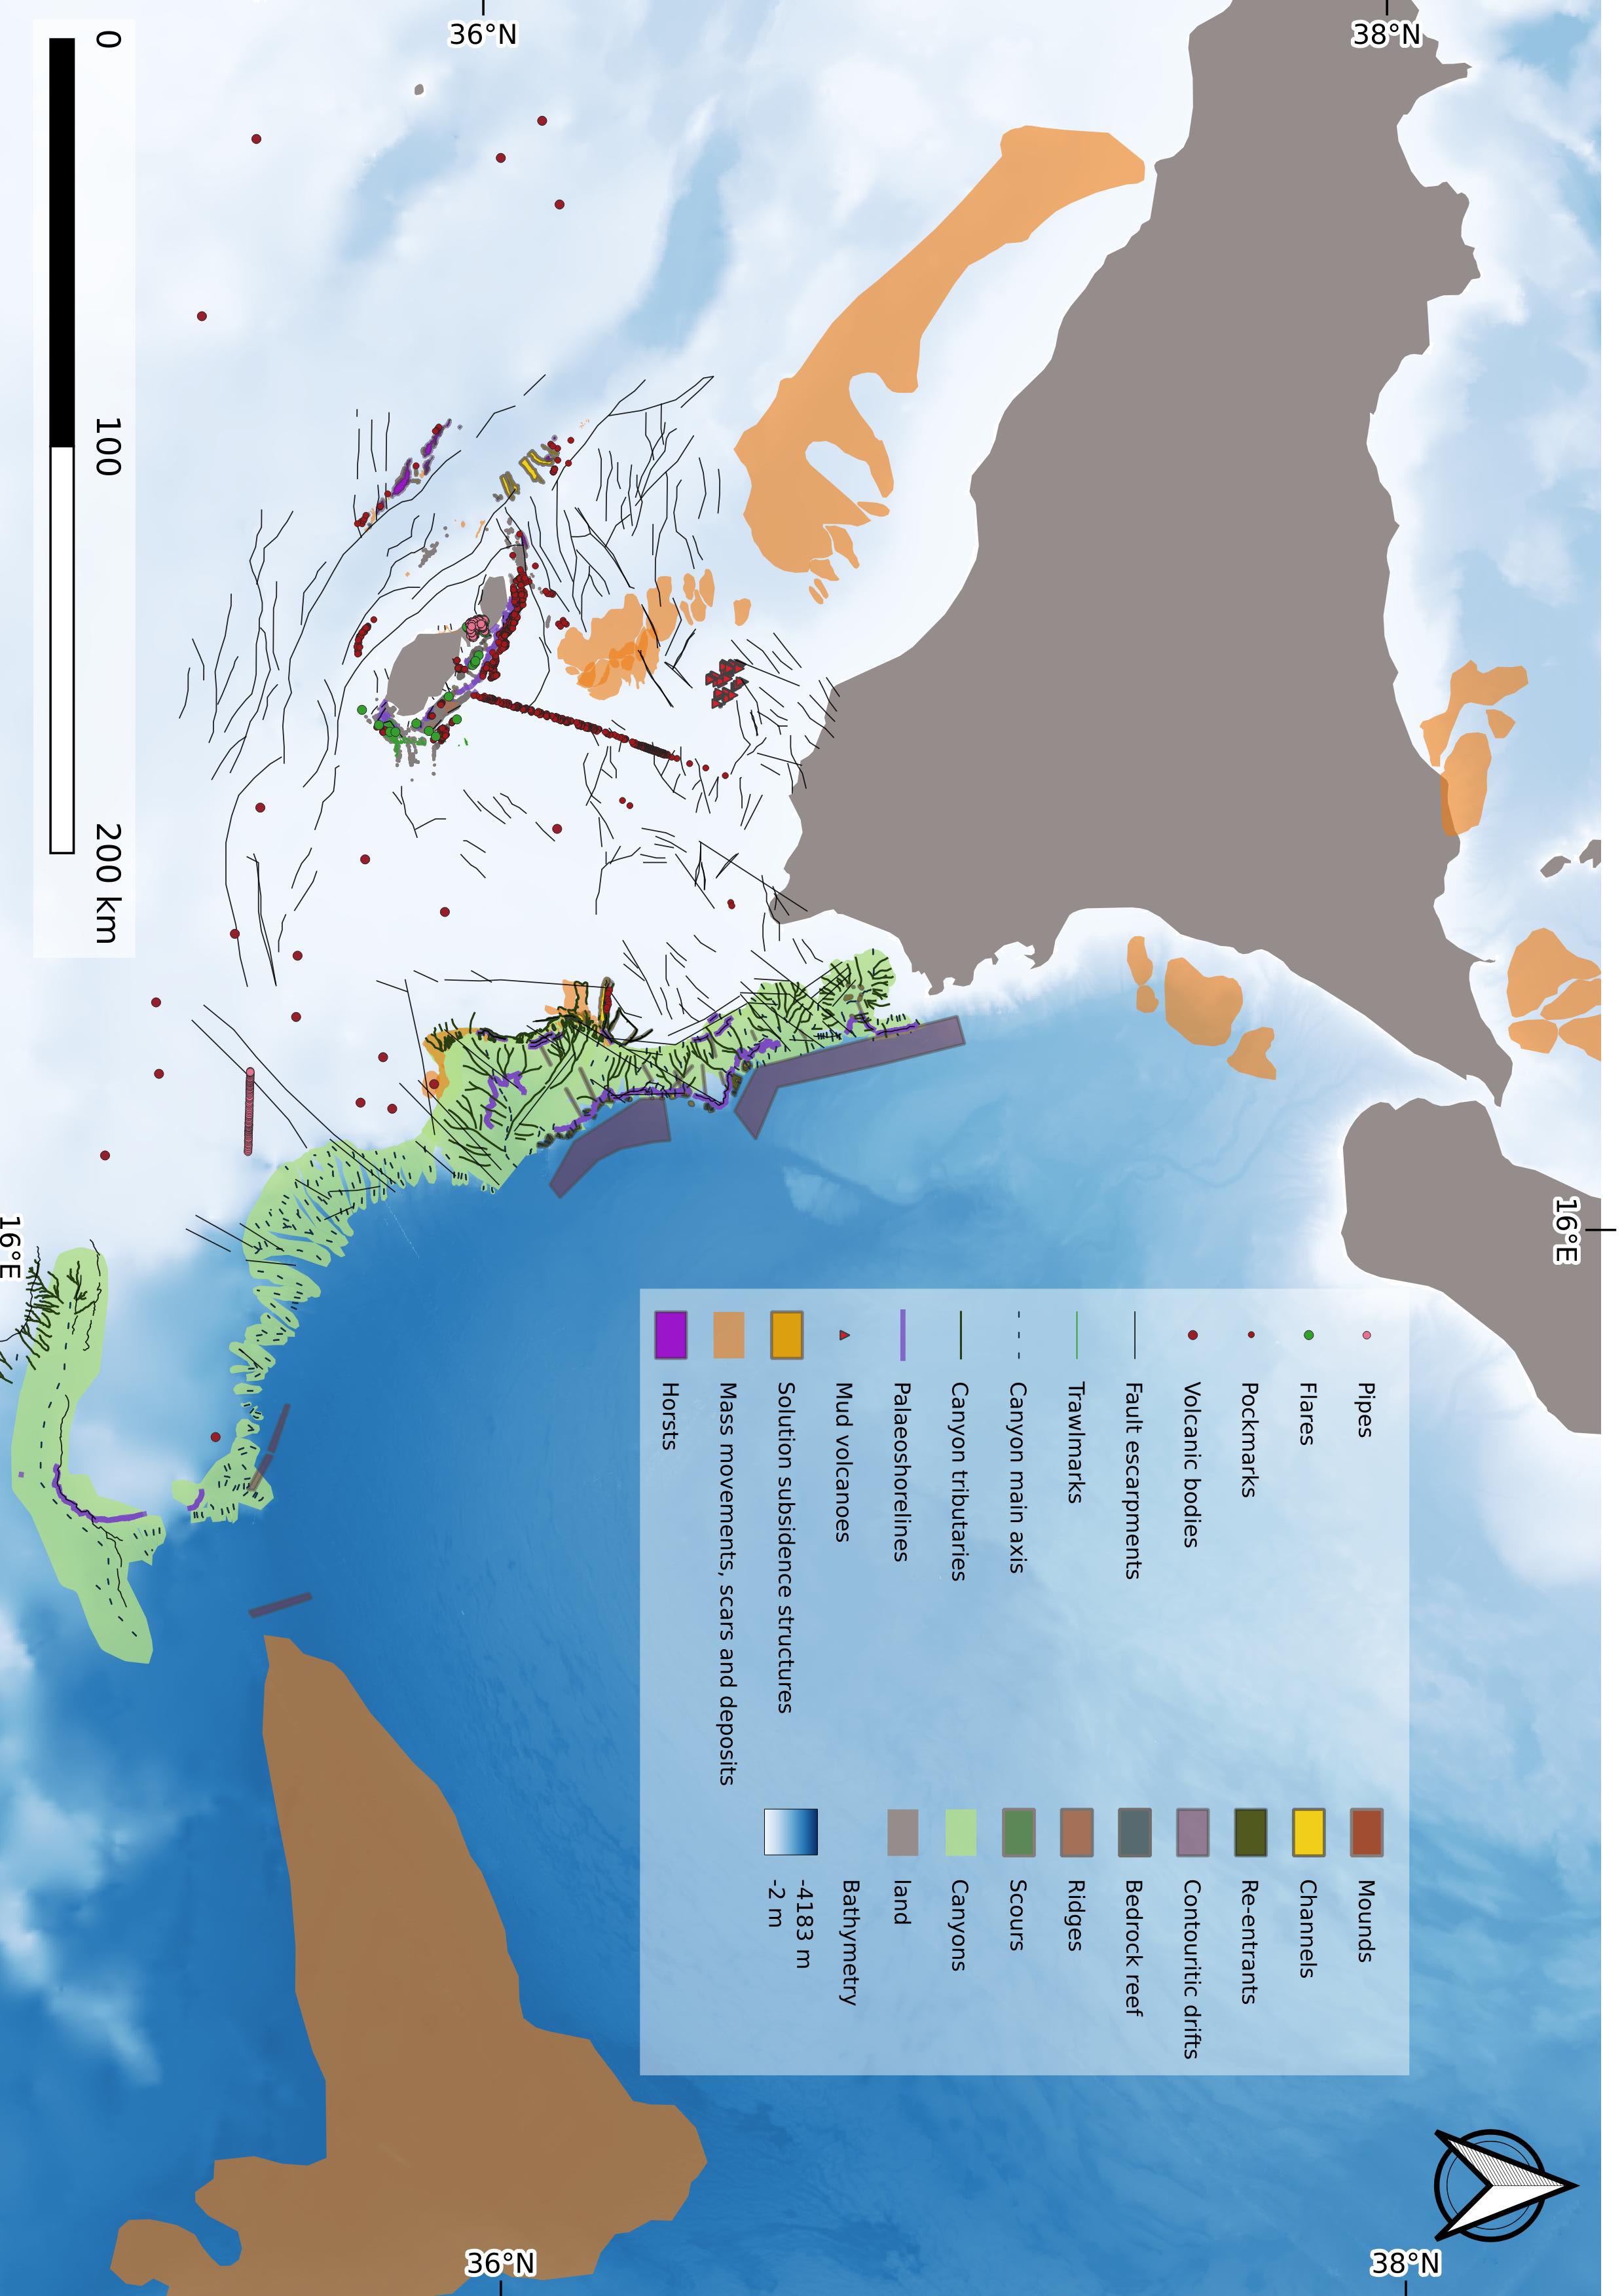 38°N
38°N
36°N
36°N
16°E
16°E
Pipes
Flares
Pockmarks
Volcanic bodies
Fault escarpments
Trawlmarks
Canyon main axis
Canyon tributaries
Palaeoshorelines
Mud volcanoes
Solution subsidence structures
Mass movements, scars and deposits
Horsts
Mounds
Channels
Re-entrants
Contouritic drifts
Bedrock reef
Ridges
Scours
Canyons
land
Bathymetry
-4183 m
-2 m
0 100 200 km